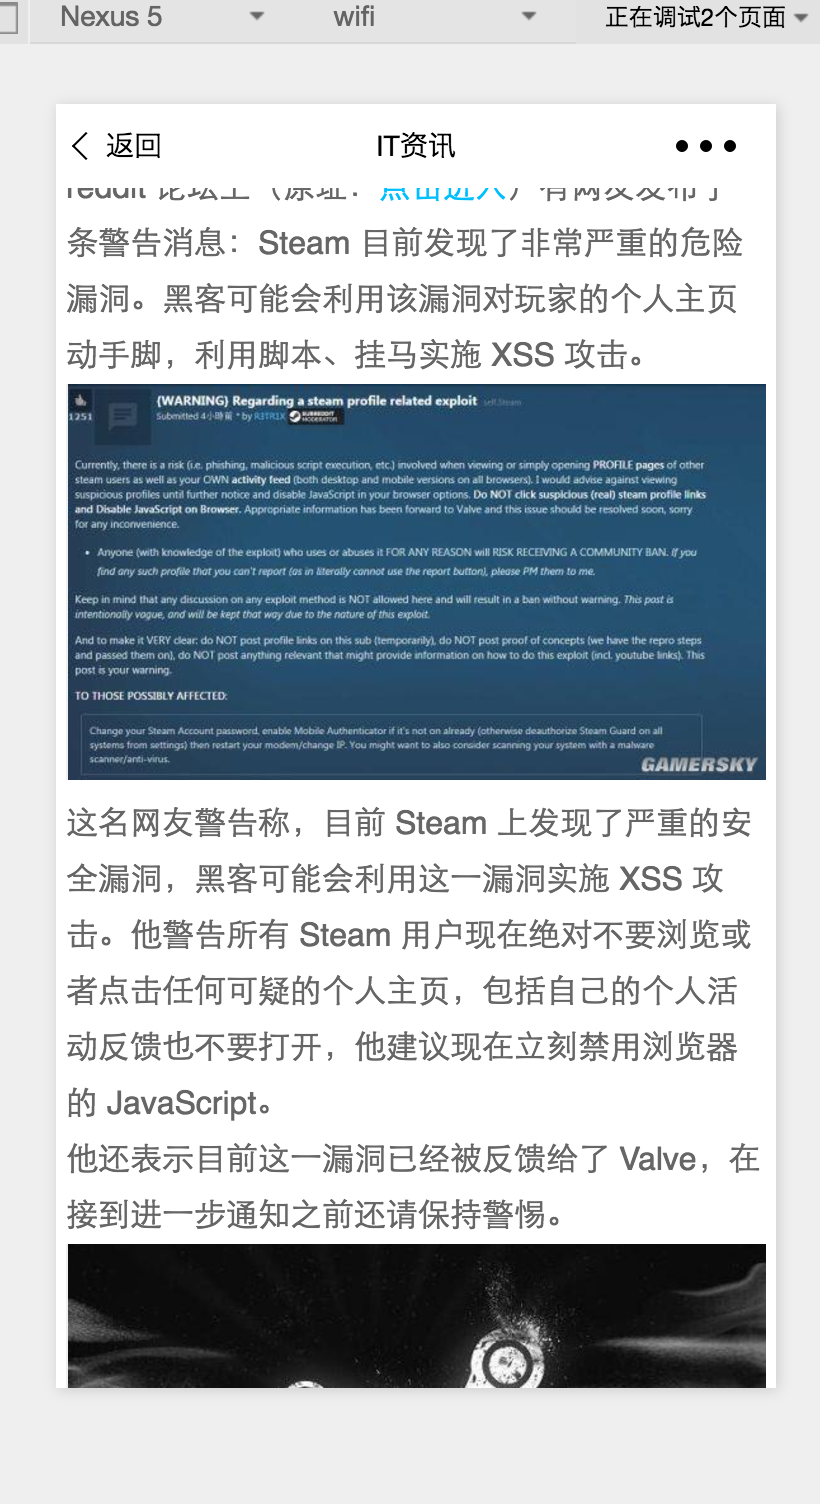 Nexus 5
wifi
正在调试2个页面
返回
IT资讯
reddit 论坛上（原址：点击进入）有网友发布了
条警告消息：Steam 目前发现了非常严重的危险
漏洞。黑客可能会利用该漏洞对玩家的个人主页
动手脚，利用脚本、挂马实施 XSS 攻击。
{WARNING} Regarding a steam profile related exploit self.Steam
1251
Submitted 4小時前 * by R3TR1X SUBREDDIT MODERATOR
Currently, there is a risk (i.e. phishing, malicious script execution, etc.) involved when viewing or simply opening PROFILE pages of other
steam users as well as your OWN activity feed (both desktop and mobile versions on all browsers). I would advise against viewing
suspicious profiles until further notice and disable JavaScript in your browser options. Do NOT click suspicious (real) steam profile links
and Disable JavaScript on Browser. Appropriate information has been forward to Valve and this issue should be resolved soon, sorry
for any inconvenience.
• Anyone (with knowledge of the exploit) who uses or abuses it FOR ANY REASON will RISK RECEIVING A COMMUNITY BAN. If you
find any such profile that you can't report (as in literally cannot use the report button), please PM them to me.
Keep in mind that any discussion on any exploit method is NOT allowed here and will result in a ban without warning. This post is
intentionally vague, and will be kept that way due to the nature of this exploit.
And to make it VERY clear: do NOT post profile links on this sub (temporarily), do NOT post proof of concepts (we have the repro steps
and passed them on), do NOT post anything relevant that might provide information on how to do this exploit (incl. youtube links). This
post is your warning.
TO THOSE POSSIBLY AFFECTED:
Change your Steam Account password, enable Mobile Authenticator if it's not on already (otherwise deauthorize Steam Guard on all
systems from settings) then restart your modem/change IP. You might want to also consider scanning your system with a malware
scanner/anti-virus.
GAMERSKY
这名网友警告称，目前 Steam 上发现了严重的安
全漏洞，黑客可能会利用这一漏洞实施 XSS 攻
击。他警告所有 Steam 用户现在绝对不要浏览或
者点击任何可疑的个人主页，包括自己的个人活
动反馈也不要打开，他建议现在立刻禁用浏览器
的 JavaScript。
他还表示目前这一漏洞已经被反馈给了 Valve，在
接到进一步通知之前还请保持警惕。